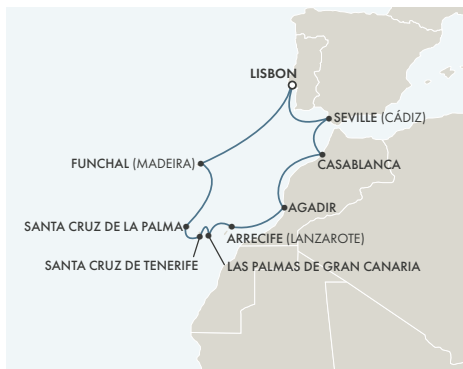 LISBON
SEVILLE (CÁDIZ)
FUNCHAL (MADEIRA)
CASABLANCA
AGADIR
SANTA CRUZ DE LA PALMA
ARRECIFE (LANZAROTE)
SANTA CRUZ DE TENERIFE
LAS PALMAS DE GRAN CANARIA